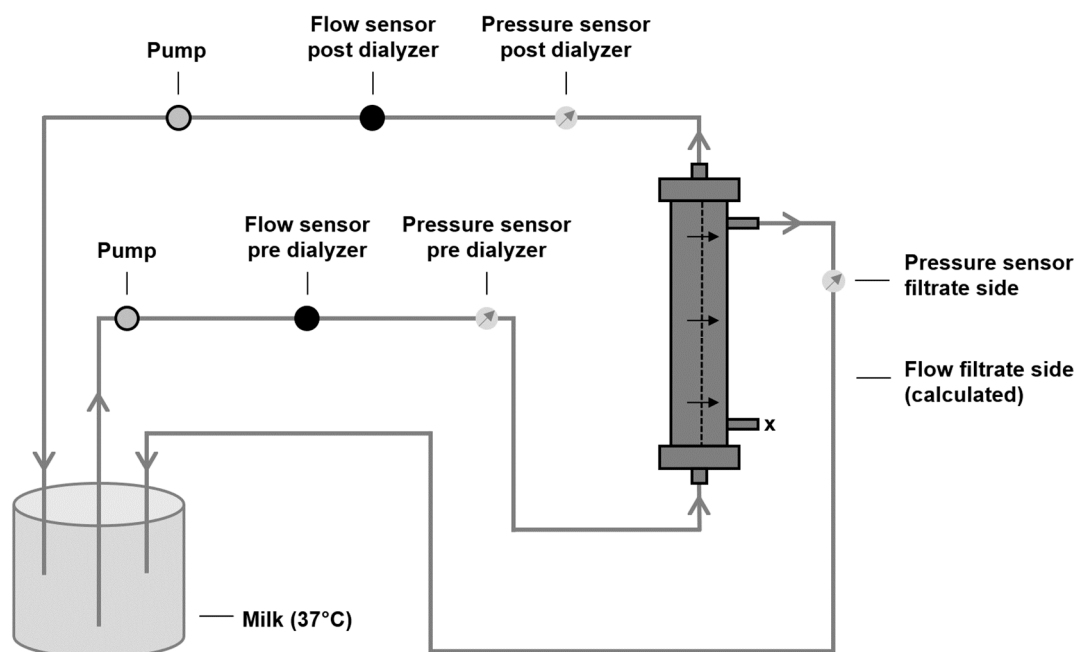 Flow sensor
post dialyzer
Pressure sensor
post dialyzer
Pump
Flow sensor
pre dialyzer
Pressure sensor
pre dialyzer
Pump
Pressure sensor
filtrate side
Flow filtrate side
(calculated)
x
Milk (37°C)